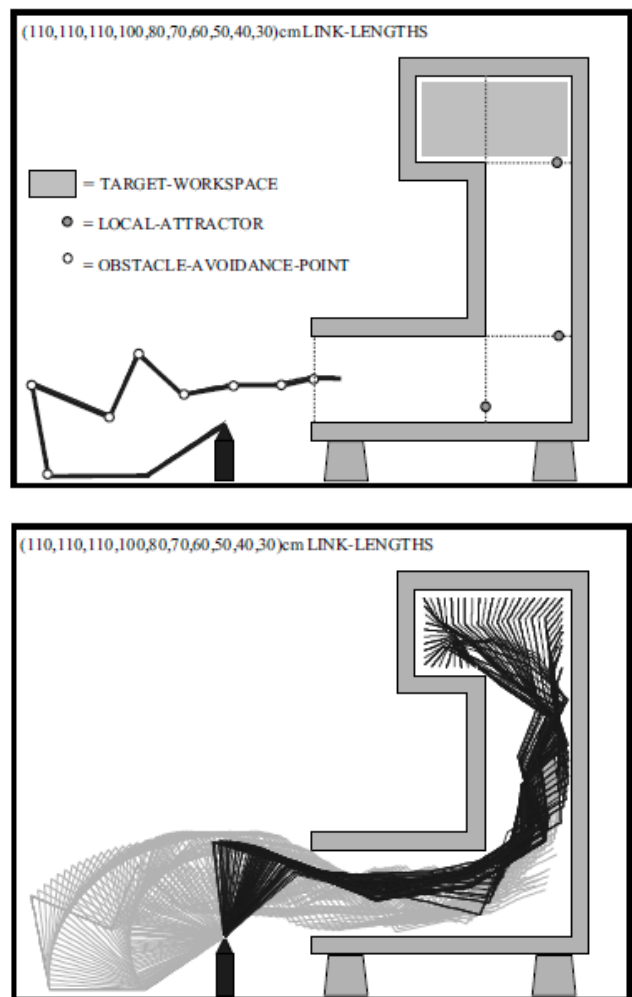 (110,110,110,100,80,70,60,50,40,30)cm LINK-LENGTHS
= TARGET-WORKSPACE
= LOCAL-ATTRACTOR
= OBSTACLE-AVOIDANCE-POINT
(110,110,110,100,80,70,60,50,40,30)cm LINK-LENGTHS